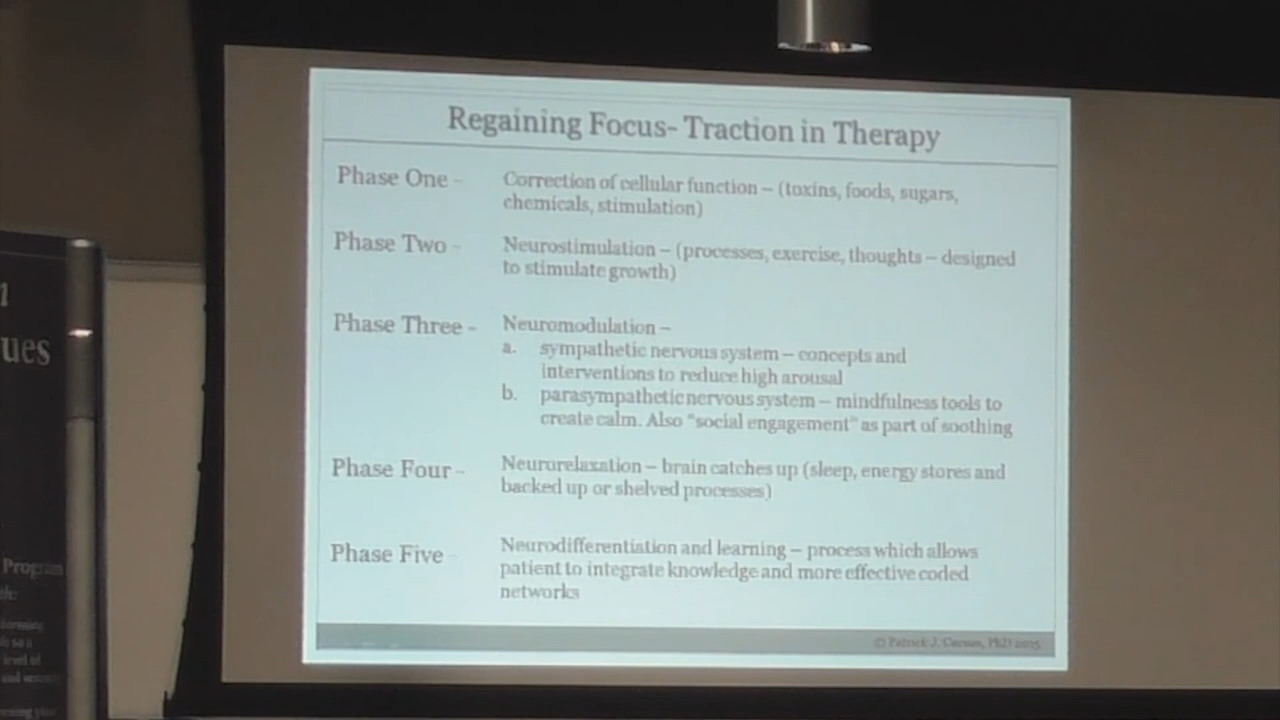 Regaining Focus- Traction in Therapy
Phase One -
Correction of cellular function – (toxins, foods, sugars,
chemicals, stimulation)
Phase Two -
Neurostimulation – (processes, exercise, thoughts – designed
to stimulate growth)
Phase Three -
Neuromodulation –
a. sympathetic nervous system – concepts and
interventions to reduce high arousal
b. parasympathetic nervous system – mindfulness tools to
create calm. Also "social engagement" as part of soothing
Phase Four -
Neurorelaxation – brain catches up (sleep, energy stores and
backed up or shelved processes)
Phase Five -
Neurodifferentiation and learning – process which allows
patient to integrate knowledge and more effective coded
networks
© Patrick J. Carnes, PhD 2015
ues
Program
level of